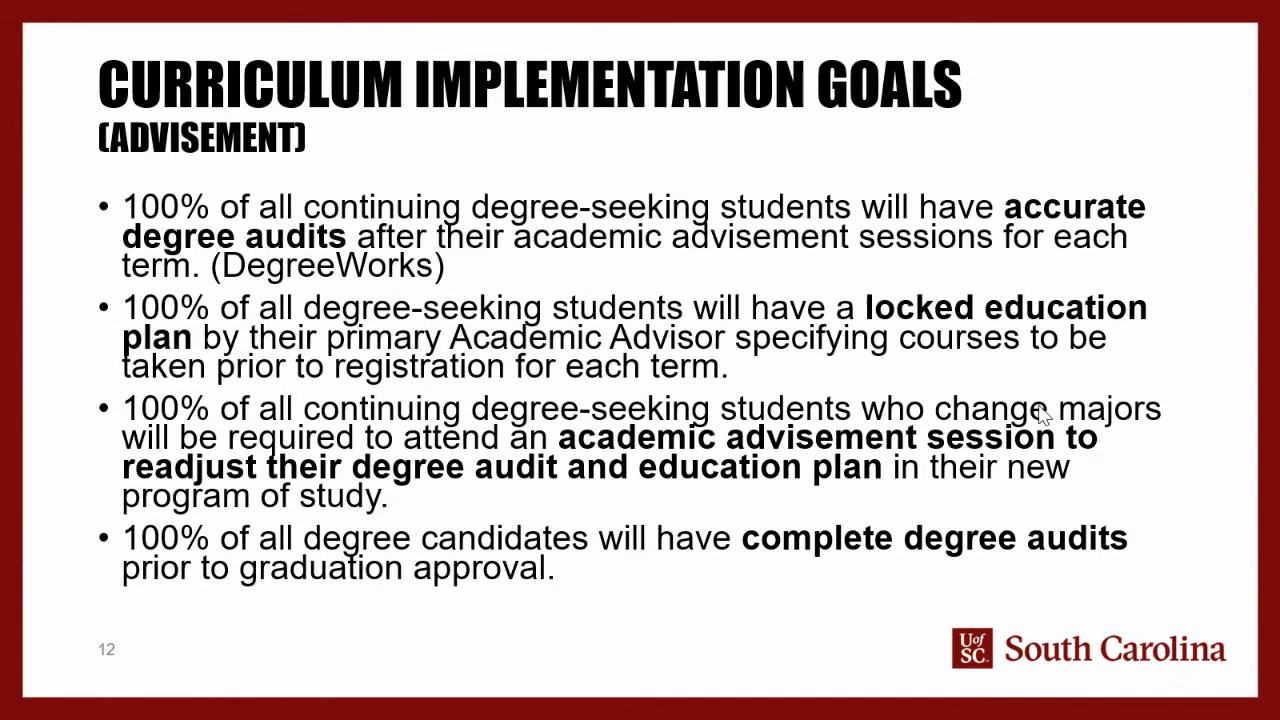 CURRICULUM IMPLEMENTATION GOALS
(ADVISEMENT)
• 100% of all continuing degree-seeking students will have accurate
degree audits after their academic advisement sessions for each
term. (DegreeWorks)
• 100% of all degree-seeking students will have a locked education
plan by their primary Academic Advisor specifying courses to be
taken prior to registration for each term.
• 100% of all continuing degree-seeking students who change majors
will be required to attend an academic advisement session to
readjust their degree audit and education plan in their new
program of study.
• 100% of all degree candidates will have complete degree audits
prior to graduation approval.
12
UofSC South Carolina